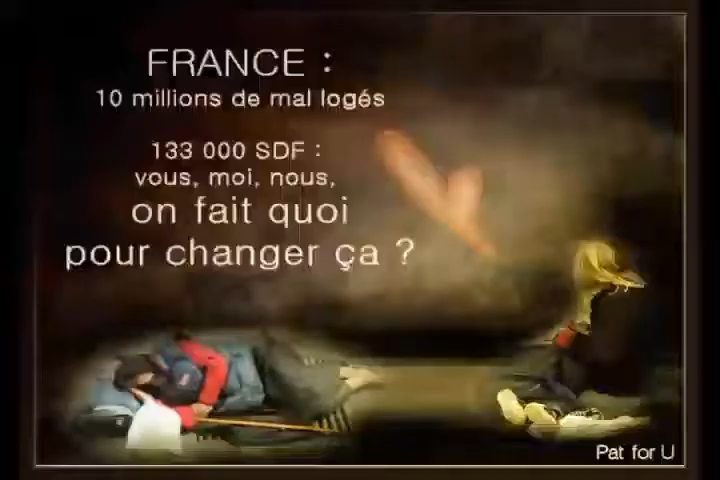 FRANCE :
10 millions de mal logés
133 000 SDF :
vous, moi, nous,
on fait quoi
pour changer ça ?
Pat for U